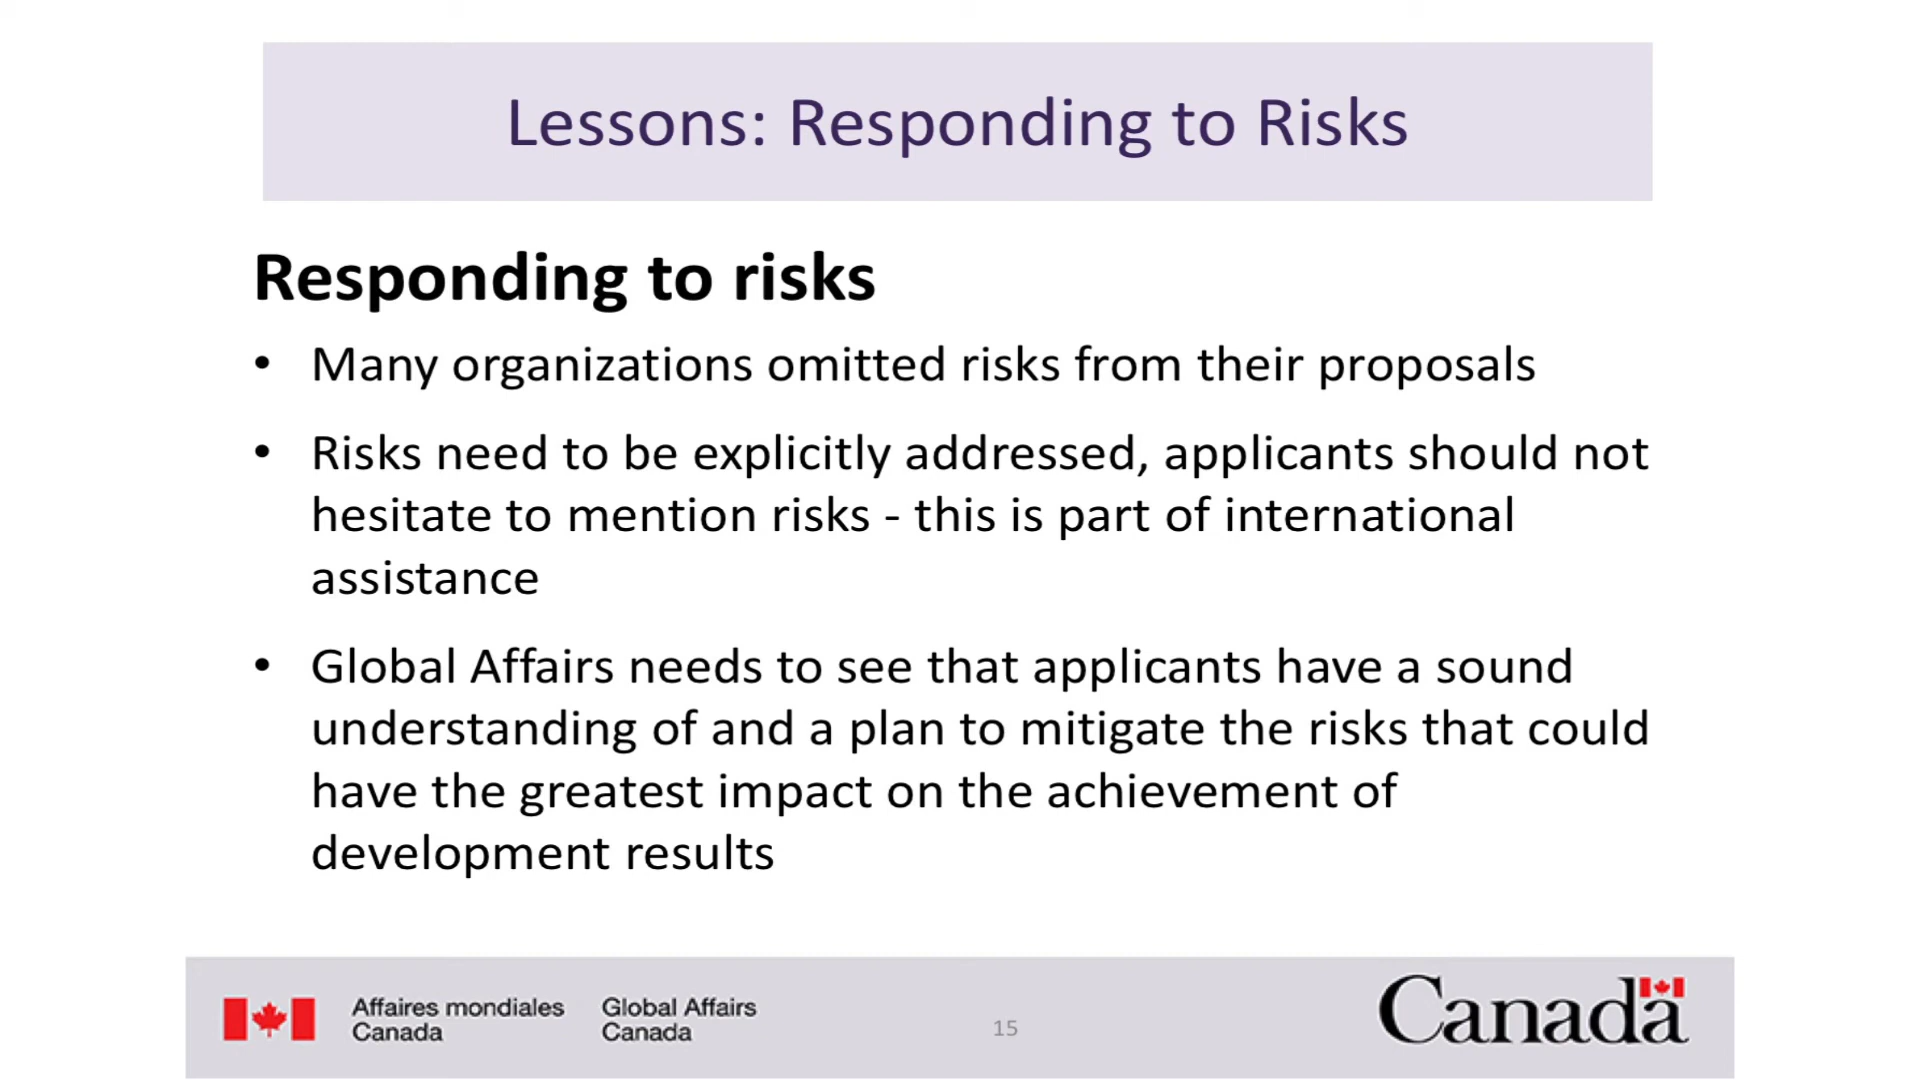 Lessons: Responding to Risks
Responding to risks
• Many organizations omitted risks from their proposals
• Risks need to be explicitly addressed, applicants should not
hesitate to mention risks - this is part of international
assistance
• Global Affairs needs to see that applicants have a sound
understanding of and a plan to mitigate the risks that could
have the greatest impact on the achievement of
development results
Affaires mondiales
Canada
Global Affairs
Canada
15
Canada